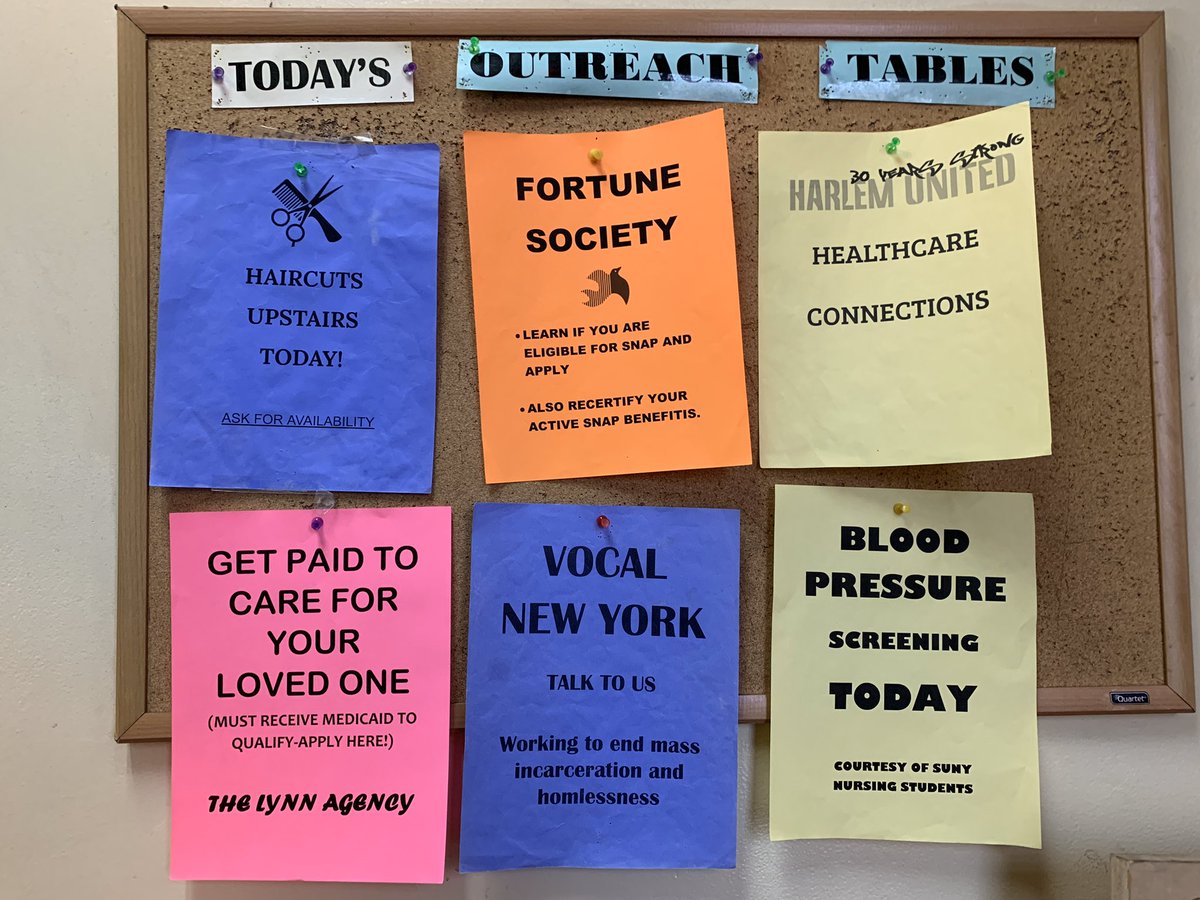 TODAY'S OUTREACH TABLES
HAIRCUTS
UPSTAIRS
TODAY!
ASK FOR AVAILABILITY
FORTUNE
SOCIETY
• LEARN IF YOU ARE
ELIGIBLE FOR SNAP AND
APPLY
• ALSO RECERTIFY YOUR
ACTIVE SNAP BENEFITIS.
30 YEARS STRONG
HARLEM UNITED
HEALTHCARE
CONNECTIONS
GET PAID TO
CARE FOR
YOUR
LOVED ONE
(MUST RECEIVE MEDICAID TO
QUALIFY-APPLY HERE!)
THE LYNN AGENCY
VOCAL
NEW YORK
TALK TO US
Working to end mass
incarceration and
homlessness
BLOOD
PRESSURE
SCREENING
TODAY
COURTESY OF SUNY
NURSING STUDENTS
Quartet